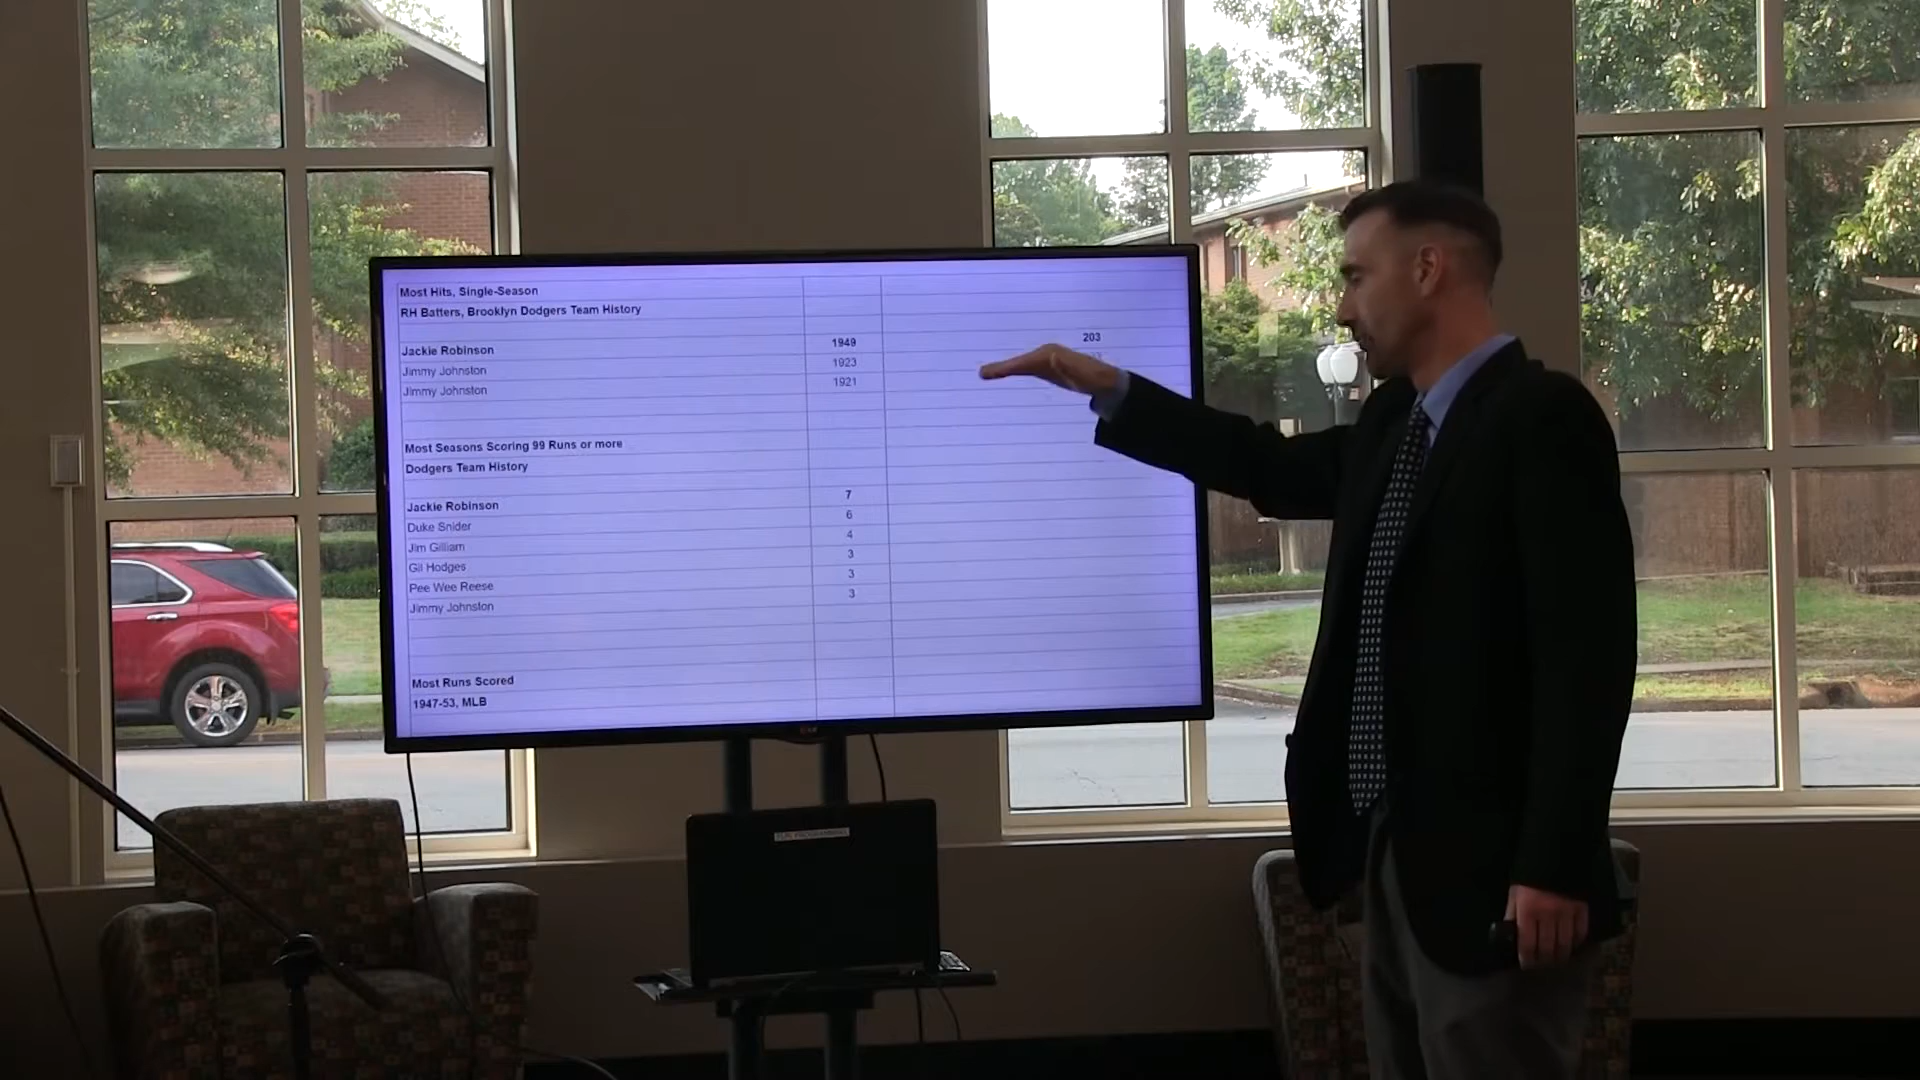 Most Hits, Single-Season
RH Batters, Brooklyn Dodgers Team History
Jackie Robinson 1949 203
Jimmy Johnston 1923
Jimmy Johnston 1921
Most Seasons Scoring 99 Runs or more
Dodgers Team History
Jackie Robinson 7
Duke Snider 6
Jim Gilliam 4
Gil Hodges 3
Pee Wee Reese 3
Jimmy Johnston 3
Most Runs Scored
1947-53, MLB